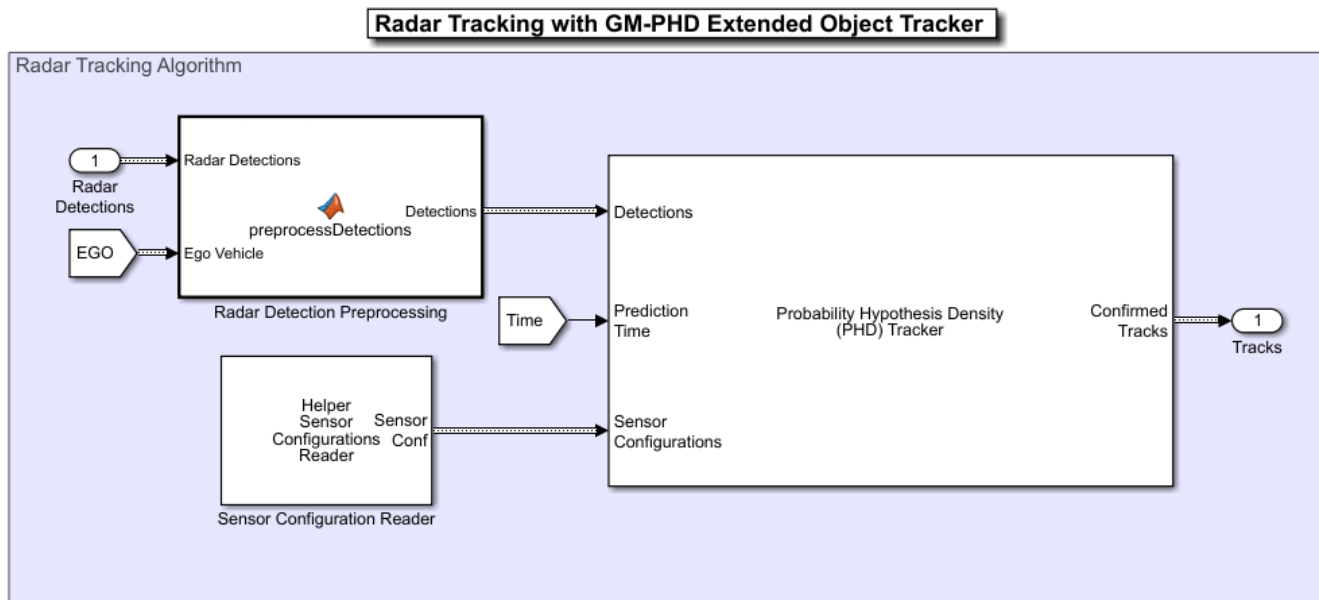 Radar Tracking with GM-PHD Extended Object Tracker
Radar Tracking Algorithm
1
Radar
Detections
EGO
Radar Detections
Ego Vehicle
preprocessDetections
Detections
Radar Detection Preprocessing
Time
Helper
Sensor
Configurations
Reader
Sensor
Conf
Sensor Configuration Reader
Detections
Prediction
Time
Sensor
Configurations
Probability Hypothesis Density
(PHD) Tracker
Confirmed
Tracks
1
Tracks